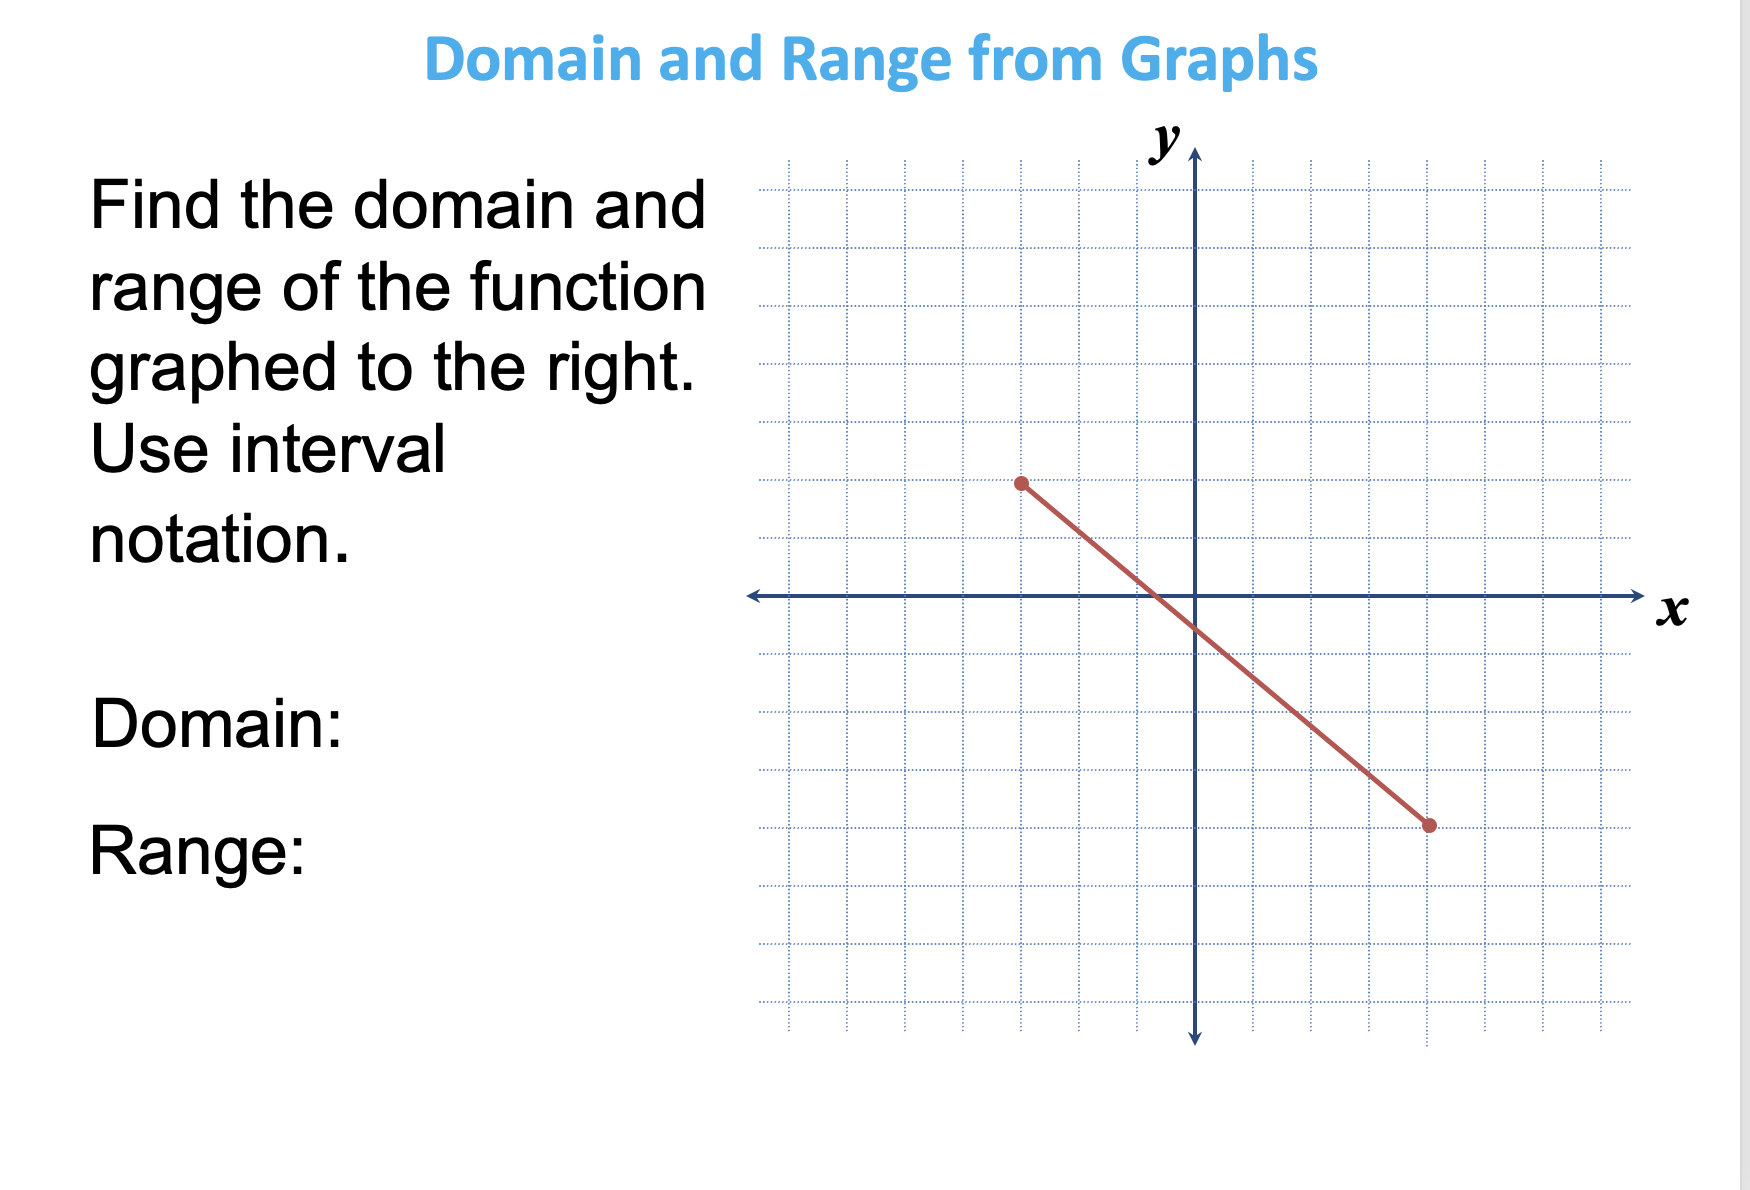 Domain and Range from Graphs
Find the domain and
range of the function
graphed to the right.
Use interval
notation.
Domain:
Range:
y
x